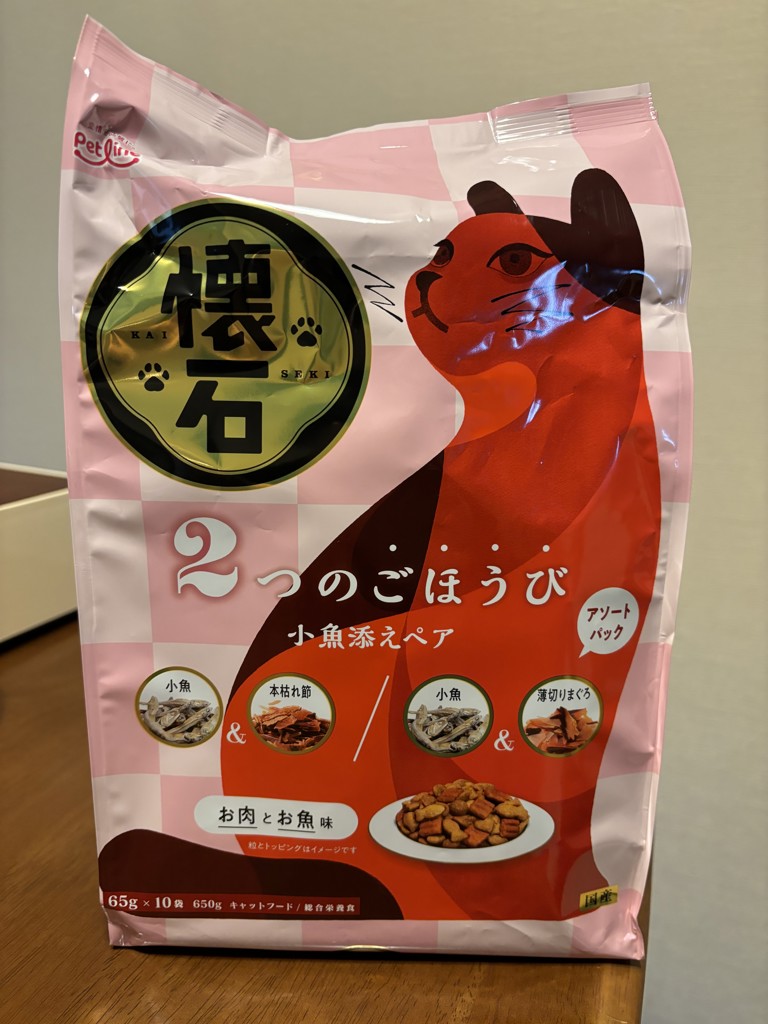 Petline
懐石
KAI
SEKI
2つのごほうび
小魚添えペア
アソート
パック
小魚
&
本枯れ節
/
小魚
&
薄切りまぐろ
お肉とお魚味
粒とトッピングはイメージです
65g×10袋 650g キャットフード/総合栄養食
国産